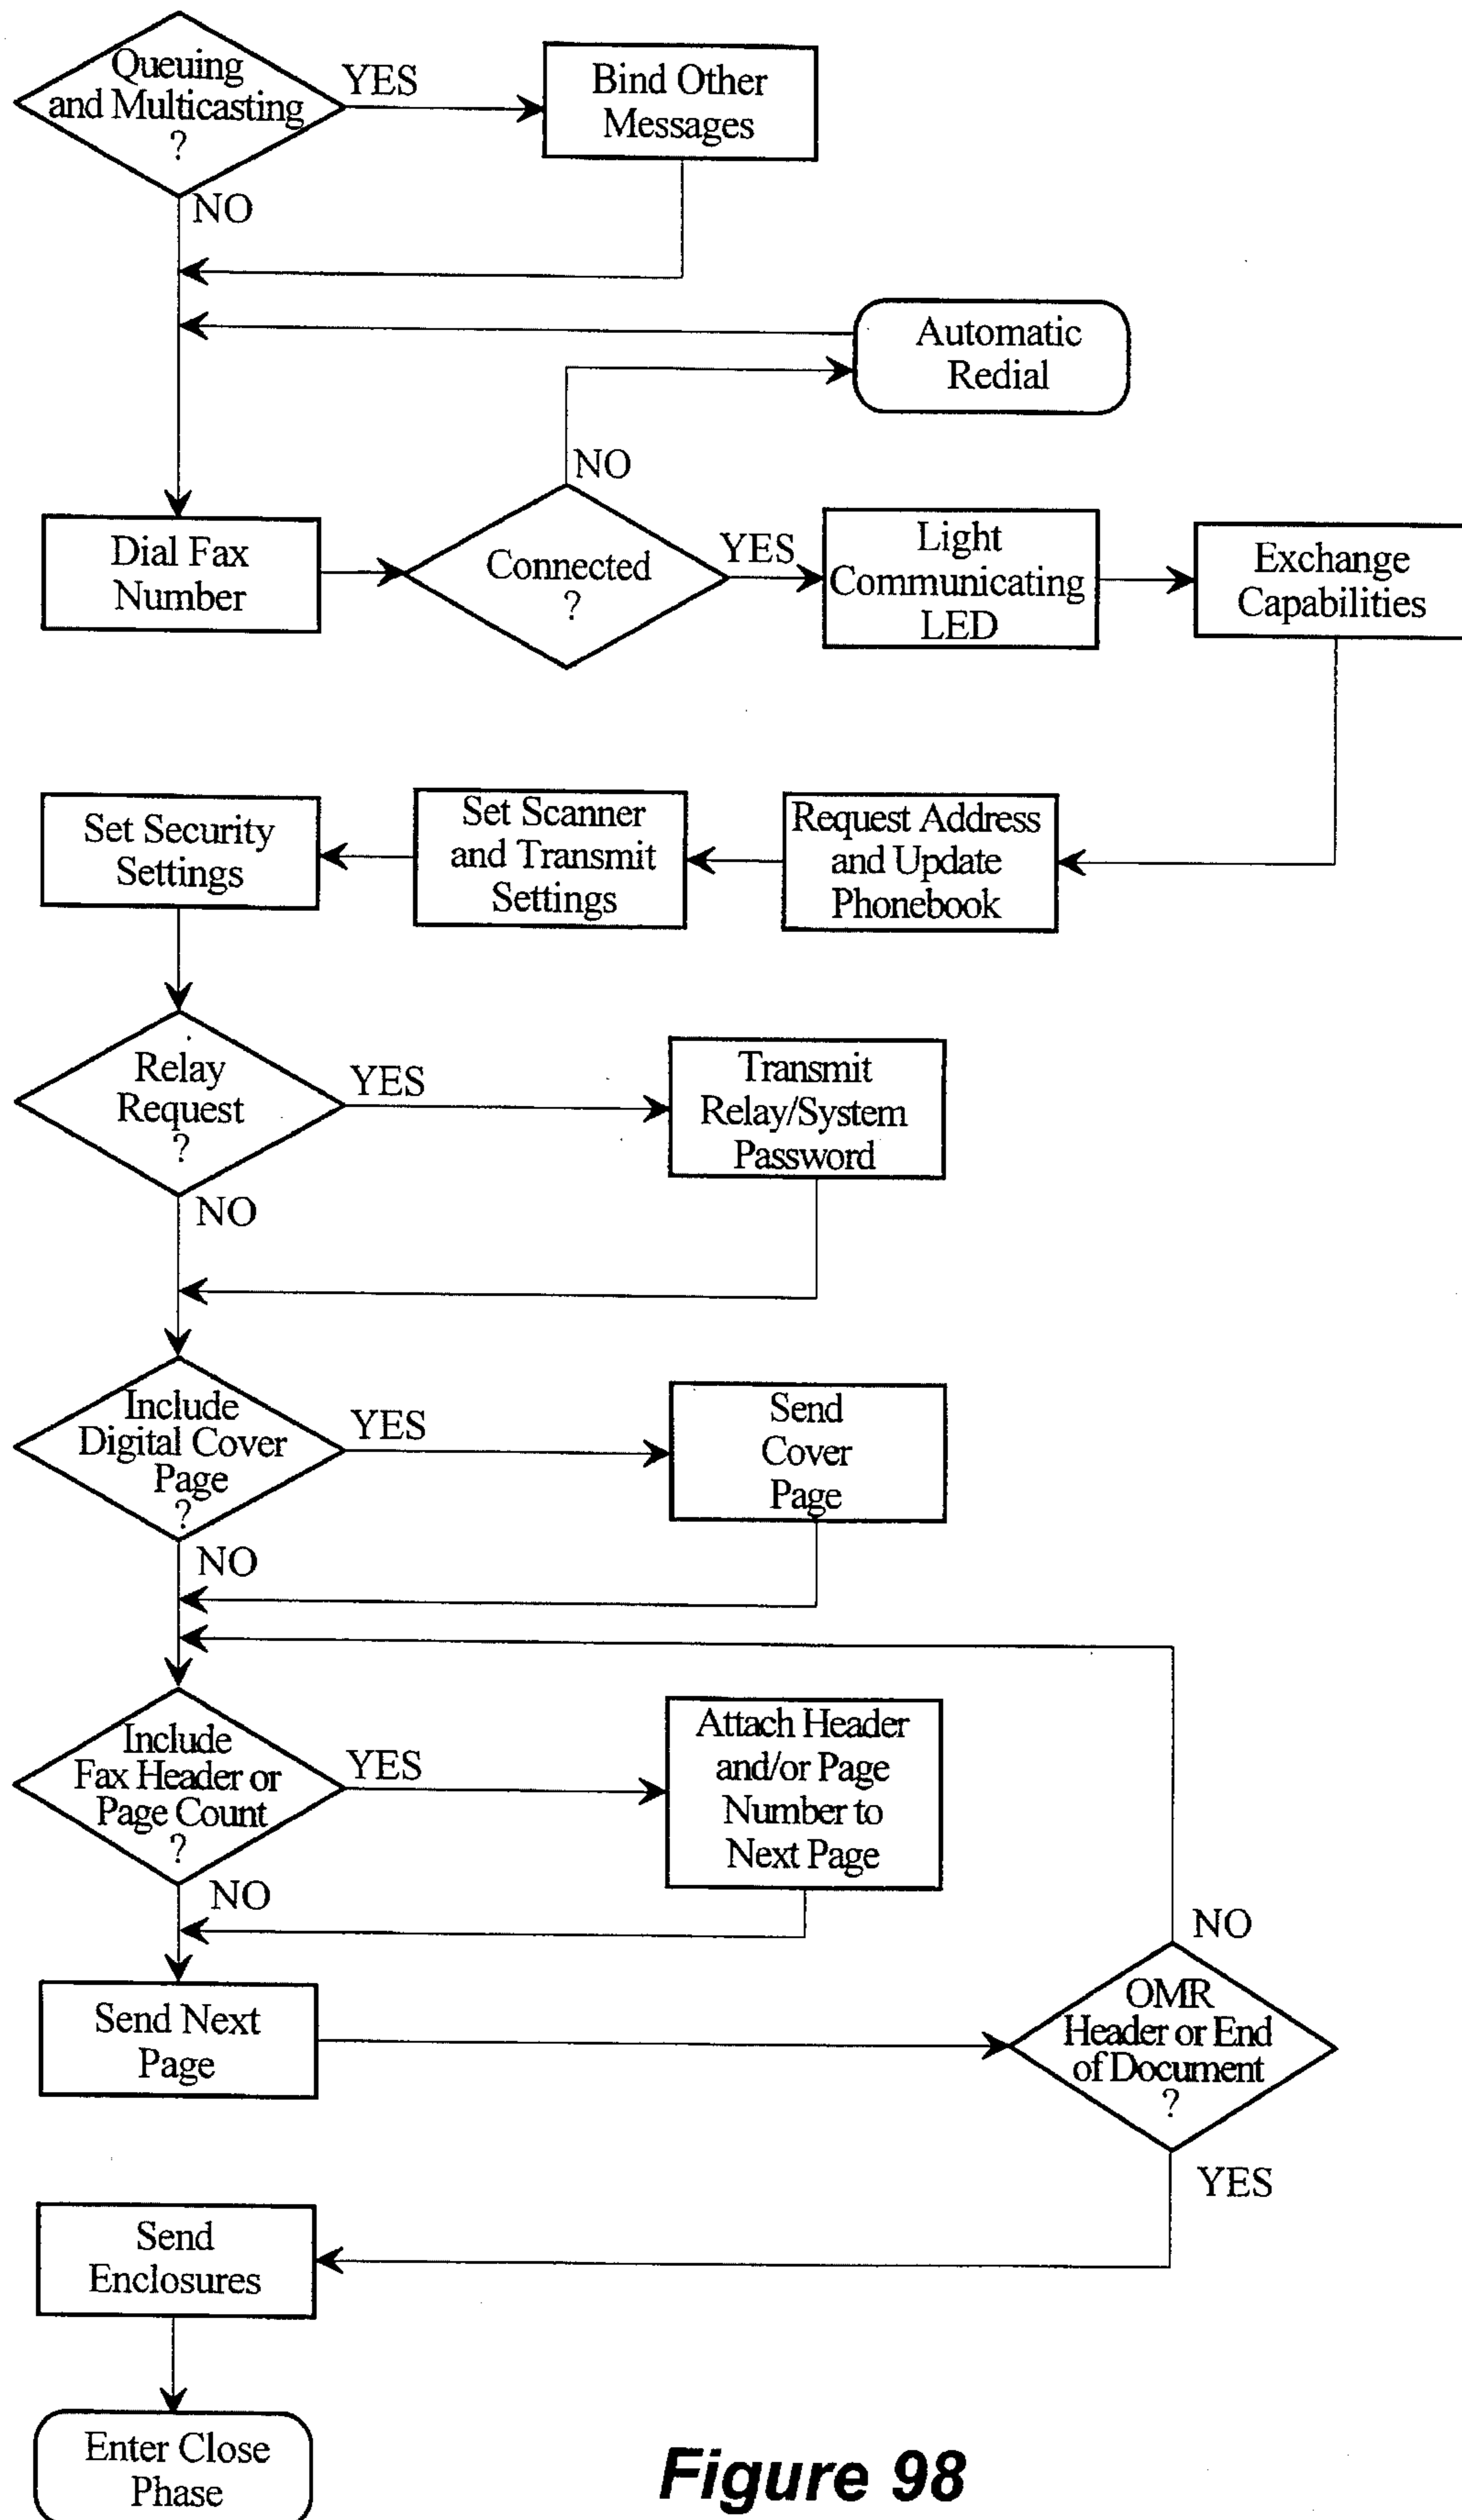 Queuing
and Multicasting
?
YES
Bind Other
Messages
NO
Automatic
Redial
NO
Dial Fax
Number
Connected
?
YES
Light
Communicating
LED
Exchange
Capabilities
Set Security
Settings
Set Scanner
and Transmit
Settings
Request Address
and Update
Phonebook
Relay
Request
?
YES
Transmit
Relay/System
Password
NO
Include
Digital Cover
Page
?
YES
Send
Cover
Page
NO
Include
Fax Header or
Page Count
?
YES
Attach Header
and/or Page
Number to
Next Page
NO
NO
Send Next
Page
OMR
Header or End
of Document
?
YES
Send
Enclosures
Enter Close
Phase
Figure 98